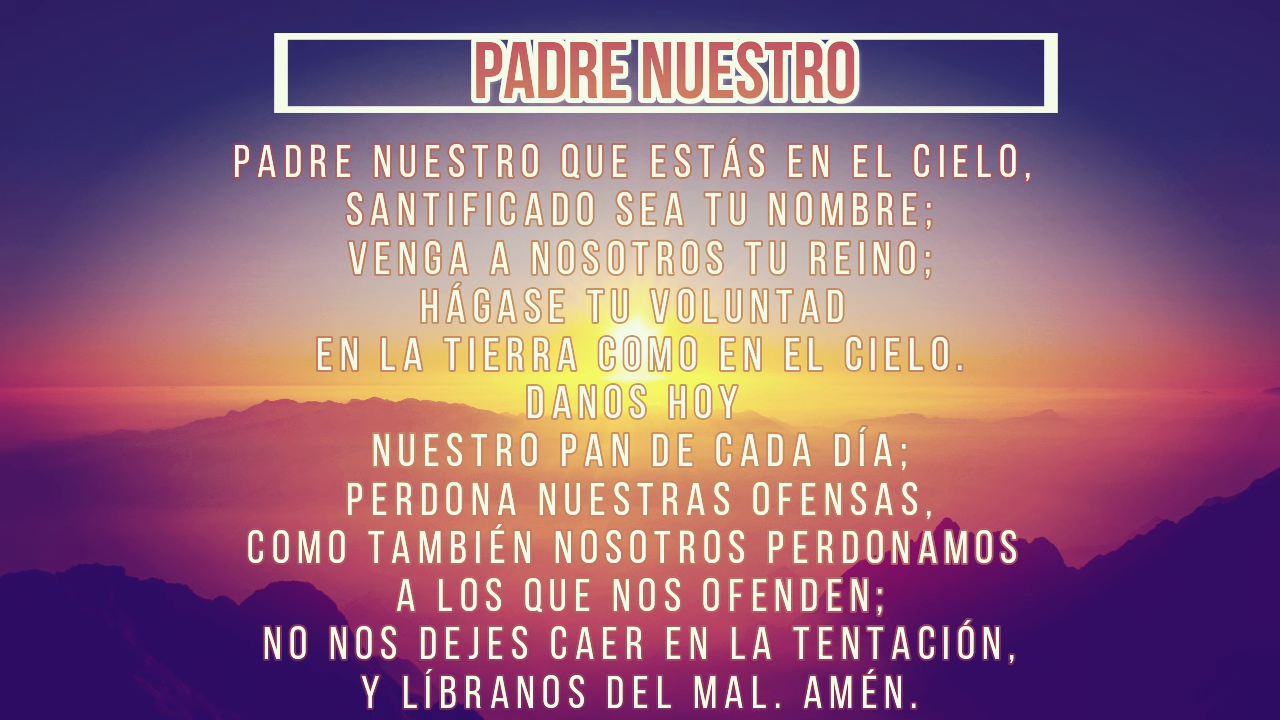 PADRE NUESTRO
PADRE NUESTRO QUE ESTÁS EN EL CIELO,
SANTIFICADO SEA TU NOMBRE;
VENGA A NOSOTROS TU REINO;
HÁGASE TU VOLUNTAD
EN LA TIERRA COMO EN EL CIELO.
DANOS HOY
NUESTRO PAN DE CADA DÍA;
PERDONA NUESTRAS OFENSAS,
COMO TAMBIÉN NOSOTROS PERDONAMOS
A LOS QUE NOS OFENDEN;
NO NOS DEJES CAER EN LA TENTACIÓN,
Y LÍBRANOS DEL MAL. AMÉN.